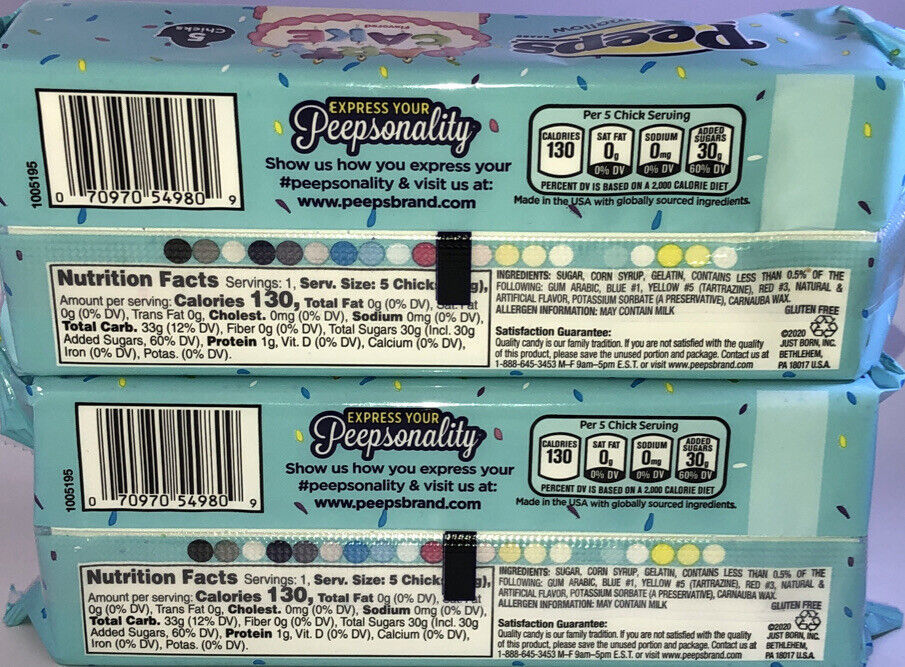 Peeps
MARSHMALLOW
CAKE
Flavored
5
Chicks
1005195
0 70970 54980 9
EXPRESS YOUR
Peepsonality
Show us how you express your
#peepsonality & visit us at:
www.peepsbrand.com
Per 5 Chick Serving
CALORIES 130
SAT FAT 0g 0% DV
SODIUM 0mg 0% DV
ADDED SUGARS 30g 60% DV
PERCENT DV IS BASED ON A 2,000 CALORIE DIET
Made in the USA with globally sourced ingredients.
Nutrition Facts Servings: 1, Serv. Size: 5 Chick g),
Amount per serving: Calories 130, Total Fat 0g (0% DV), Sat. Fat
0g (0% DV), Trans Fat 0g, Cholest. 0mg (0% DV), Sodium 0mg (0% DV),
Total Carb. 33g (12% DV), Fiber 0g (0% DV), Total Sugars 30g (Incl. 30g
Added Sugars, 60% DV), Protein 1g, Vit. D (0% DV), Calcium (0% DV),
Iron (0% DV), Potas. (0% DV).
INGREDIENTS: SUGAR, CORN SYRUP, GELATIN, CONTAINS LESS THAN 0.5% OF THE
FOLLOWING: GUM ARABIC, BLUE #1, YELLOW #5 (TARTRAZINE), RED #3, NATURAL &
ARTIFICIAL FLAVOR, POTASSIUM SORBATE (A PRESERVATIVE), CARNAUBA WAX.
ALLERGEN INFORMATION: MAY CONTAIN MILK
GLUTEN FREE
Satisfaction Guarantee:
Quality candy is our family tradition. If you are not satisfied with the quality
of this product, please save the unused portion and package. Contact us at
1-888-645-3453 M–F 9am–5pm E.S.T. or visit www.peepsbrand.com
©2020
JUST BORN, INC.
BETHLEHEM,
PA 18017 U.S.A.
1005195
0 70970 54980 9
EXPRESS YOUR
Peepsonality
Show us how you express your
#peepsonality & visit us at:
www.peepsbrand.com
Per 5 Chick Serving
CALORIES 130
SAT FAT 0g 0% DV
SODIUM 0mg 0% DV
ADDED SUGARS 30g 60% DV
PERCENT DV IS BASED ON A 2,000 CALORIE DIET
Made in the USA with globally sourced ingredients.
Nutrition Facts Servings: 1, Serv. Size: 5 Chick g),
Amount per serving: Calories 130, Total Fat 0g (0% DV), at
0g (0% DV), Trans Fat 0g, Cholest. 0mg (0% DV), Sodium 0mg (0% DV),
Total Carb. 33g (12% DV), Fiber 0g (0% DV), Total Sugars 30g (Incl. 30g
Added Sugars, 60% DV), Protein 1g, Vit. D (0% DV), Calcium (0% DV),
Iron (0% DV), Potas. (0% DV).
INGREDIENTS: SUGAR, CORN SYRUP, GELATIN, CONTAINS LESS THAN 0.5% OF THE
FOLLOWING: GUM ARABIC, BLUE #1, YELLOW #5 (TARTRAZINE), RED #3, NATURAL &
ARTIFICIAL FLAVOR, POTASSIUM SORBATE (A PRESERVATIVE), CARNAUBA WAX.
ALLERGEN INFORMATION: MAY CONTAIN MILK
GLUTEN FREE
Satisfaction Guarantee:
Quality candy is our family tradition. If you are not satisfied with the quality
of this product, please save the unused portion and package. Contact us at
1-888-645-3453 M–F 9am–5pm E.S.T. or visit www.peepsbrand.com
©2020
JUST BORN, INC.
BETHLEHEM,
PA 18017 U.S.A.